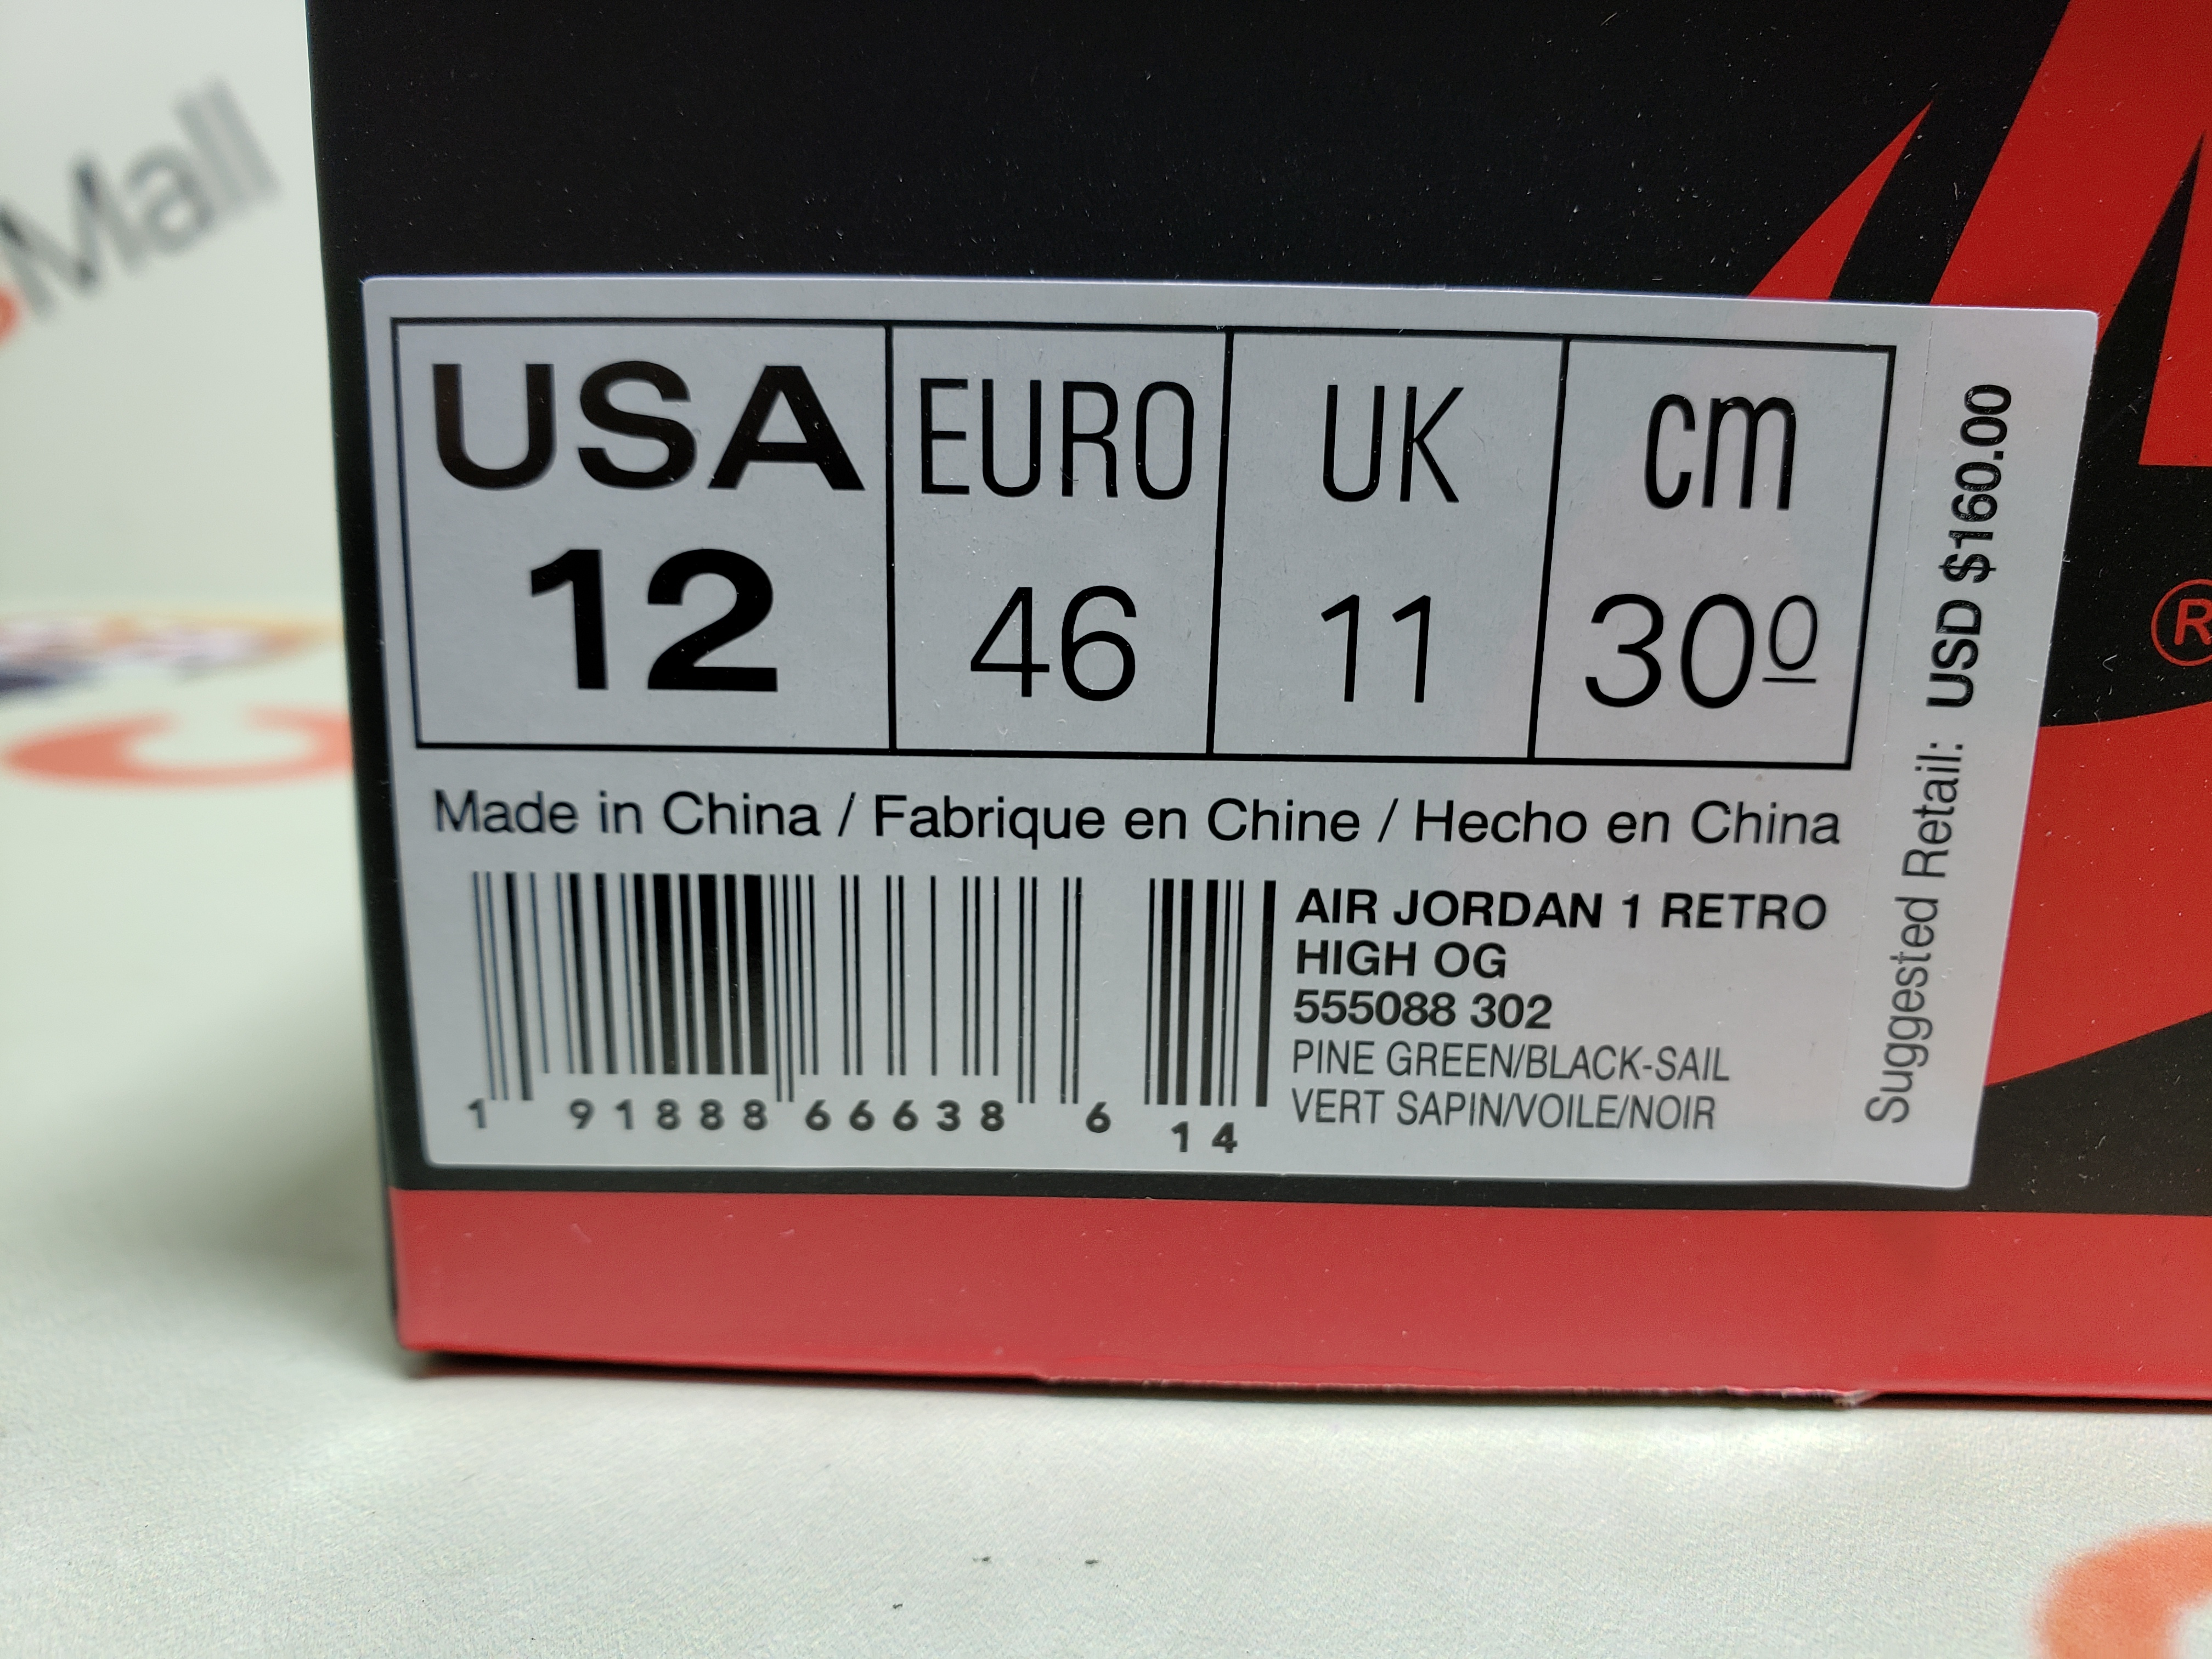 Mall
USA EURO UK cm
12 46 11 30⁰
Made in China / Fabrique en Chine / Hecho en China
AIR JORDAN 1 RETRO
HIGH OG
555088 302
PINE GREEN/BLACK-SAIL
VERT SAPIN/VOILE/NOIR
1 91888 66638 6 14
Suggested Retail: USD $160.00
®